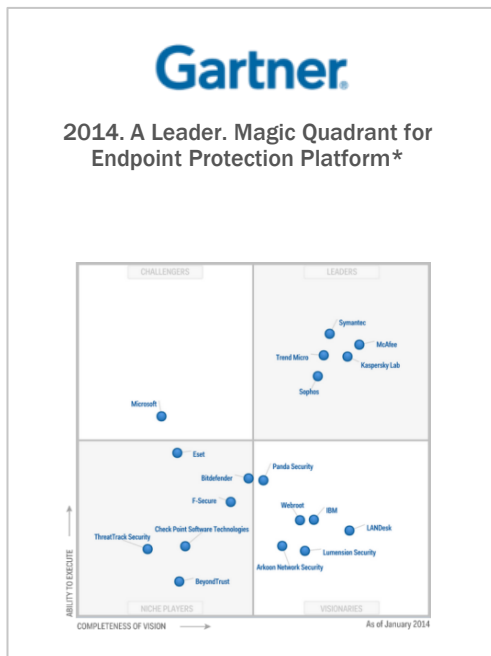 Gartner®
2014. A Leader. Magic Quadrant for
Endpoint Protection Platform*
CHALLENGERS
LEADERS
Symantec
McAfee
Trend Micro
Kaspersky Lab
Sophos
Microsoft
Eset
Panda Security
Bitdefender
F-Secure
Webroot
IBM
LANDesk
Check Point Software Technologies
ThreatTrack Security
Lumension Security
Arkoon Network Security
BeyondTrust
ABILITY TO EXECUTE
NICHE PLAYERS
VISIONARIES
COMPLETENESS OF VISION
As of January 2014